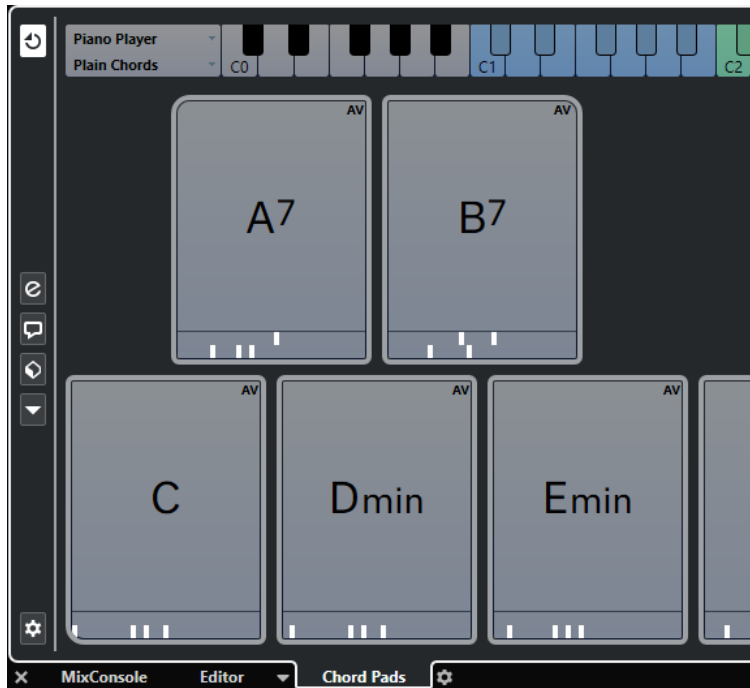 Piano Player
Plain Chords
C0
C1
C2
AV
A7
AV
B7
AV
C
AV
Dmin
AV
Emin
MixConsole
Editor
Chord Pads